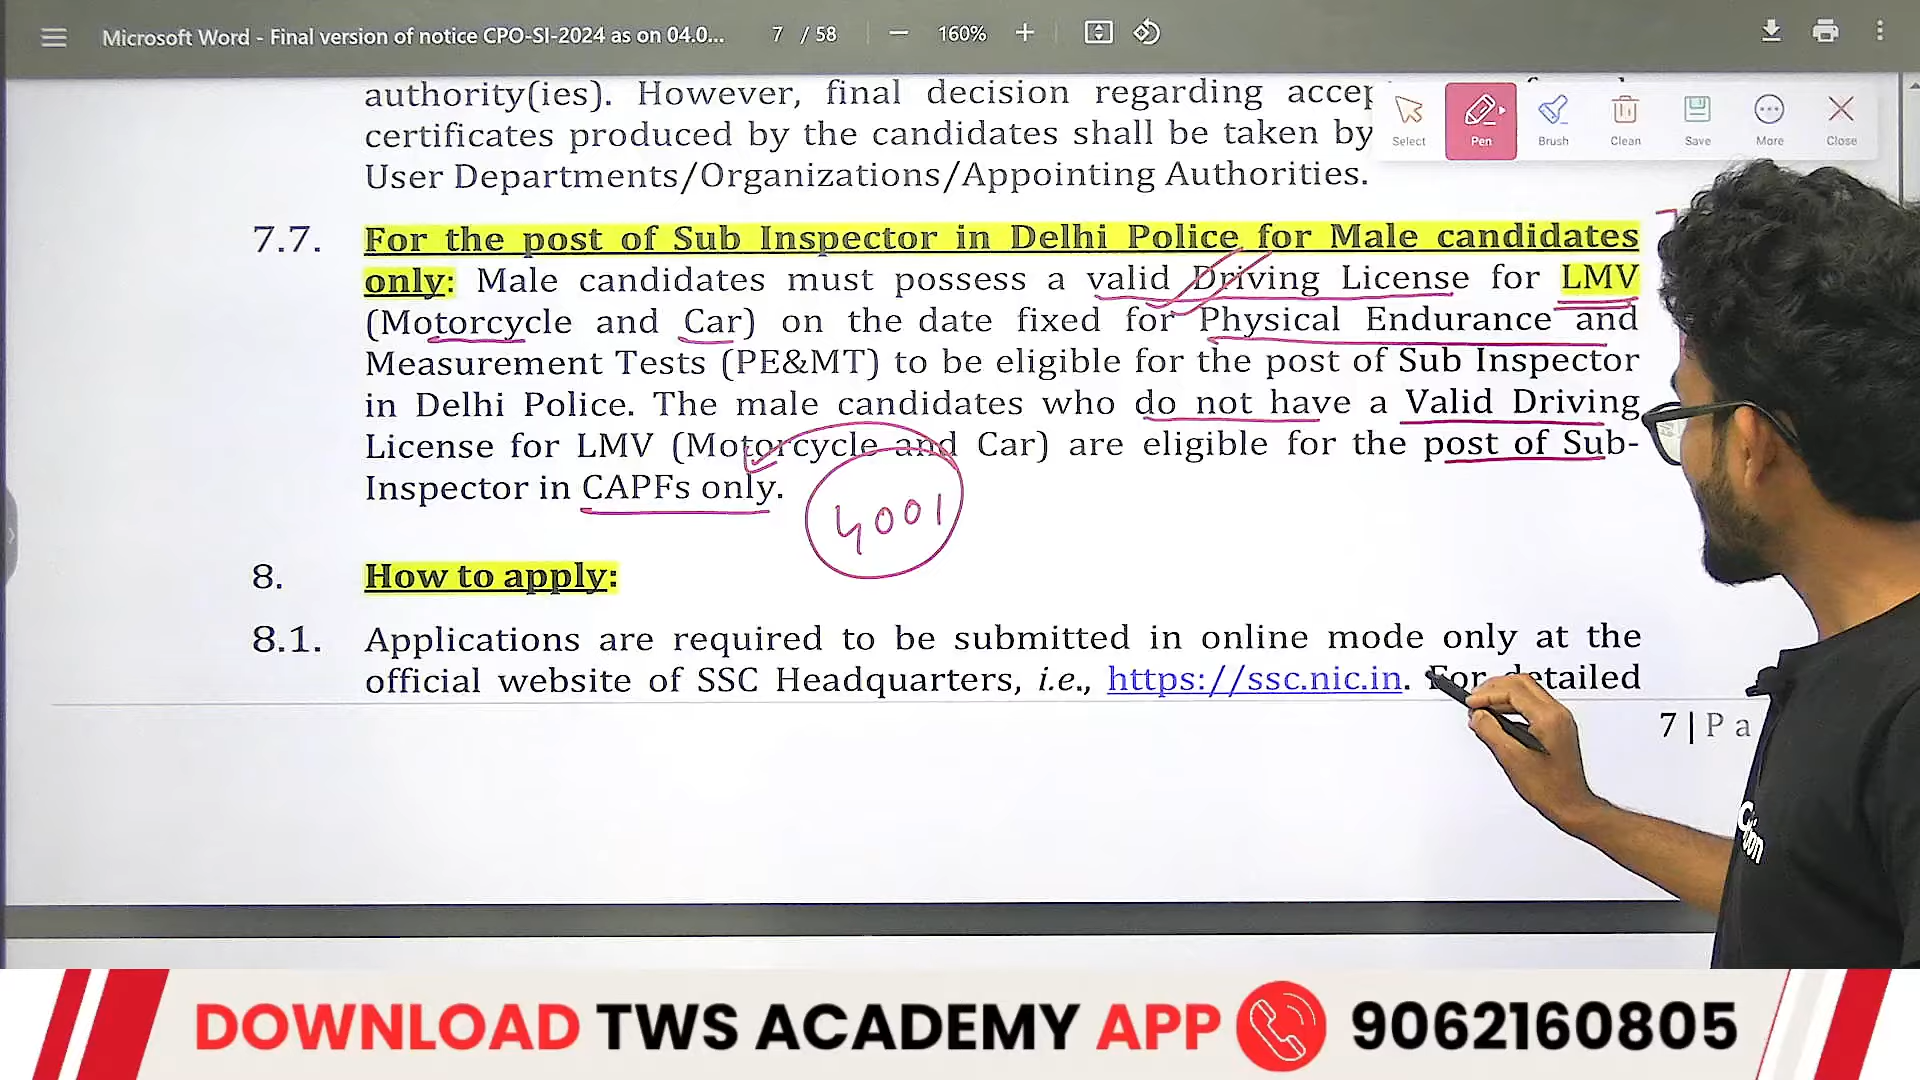 Microsoft Word - Final version of notice CPO-SI-2024 as on 04.0... 7 / 58 160%
authority(ies). However, final decision regarding
certificates produced by the candidates shall be taken by
User Departments/Organizations/Appointing Authorities.
Select Pen Brush Clean Save More Close
7.7. For the post of Sub Inspector in Delhi Police for Male candidates
only: Male candidates must possess a valid Driving License for LMV
(Motorcycle and Car) on the date fixed for Physical Endurance and
Measurement Tests (PE&MT) to be eligible for the post of Sub Inspector
in Delhi Police. The male candidates who do not have a Valid Driving
License for LMV (Motorcycle and Car) are eligible for the post of Sub-
Inspector in CAPFs only.
4001
8. How to apply:
8.1. Applications are required to be submitted in online mode only at the
official website of SSC Headquarters, i.e., https://ssc.nic.in. For detailed
7 | P a
DOWNLOAD TWS ACADEMY APP 9062160805